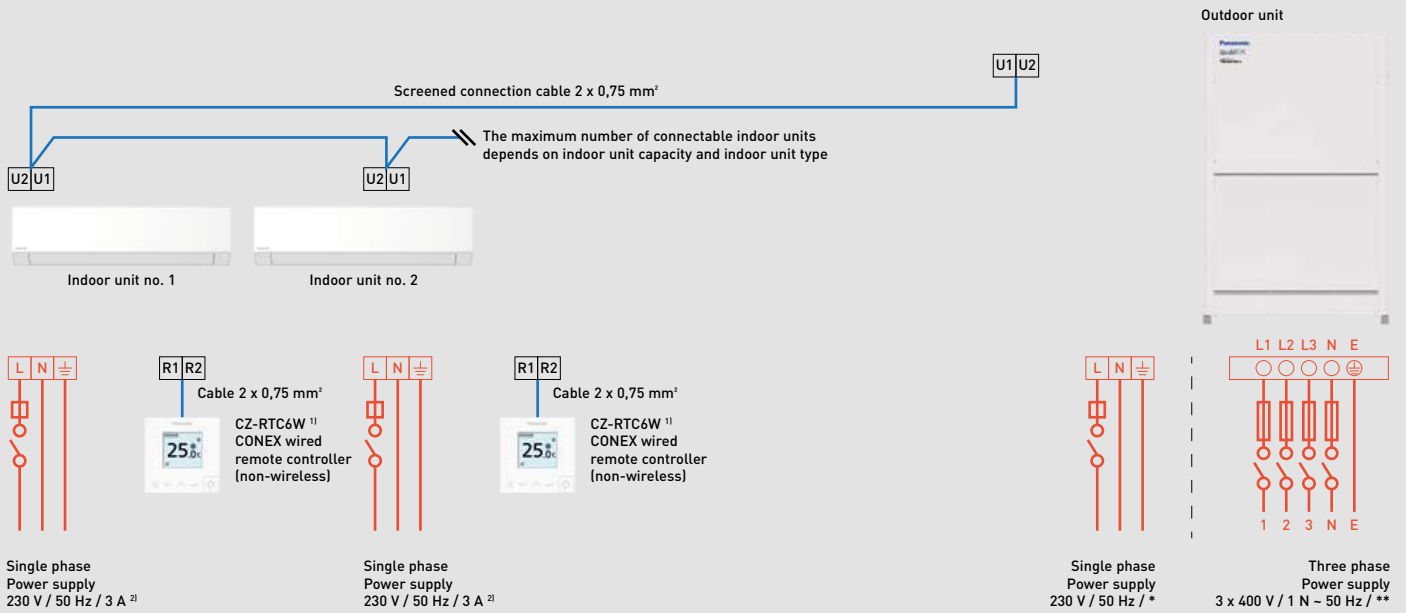 Outdoor unit
Panasonic
U1 U2
Screened connection cable 2 x 0,75 mm²
The maximum number of connectable indoor units
depends on indoor unit capacity and indoor unit type
U2 U1
U2 U1
Indoor unit no. 1
Indoor unit no. 2
L N
R1 R2
Cable 2 x 0,75 mm²
CZ-RTC6W ¹⁾
CONEX wired
remote controller
(non-wireless)
25.0c
L N
R1 R2
Cable 2 x 0,75 mm²
CZ-RTC6W ¹⁾
CONEX wired
remote controller
(non-wireless)
25.0c
L N
L1 L2 L3 N E
1 2 3 N E
Single phase
Power supply
230 V / 50 Hz / 3 A ²⁾
Single phase
Power supply
230 V / 50 Hz / 3 A ²⁾
Single phase
Power supply
230 V / 50 Hz / *
Three phase
Power supply
3 x 400 V / 1 N ~ 50 Hz / **